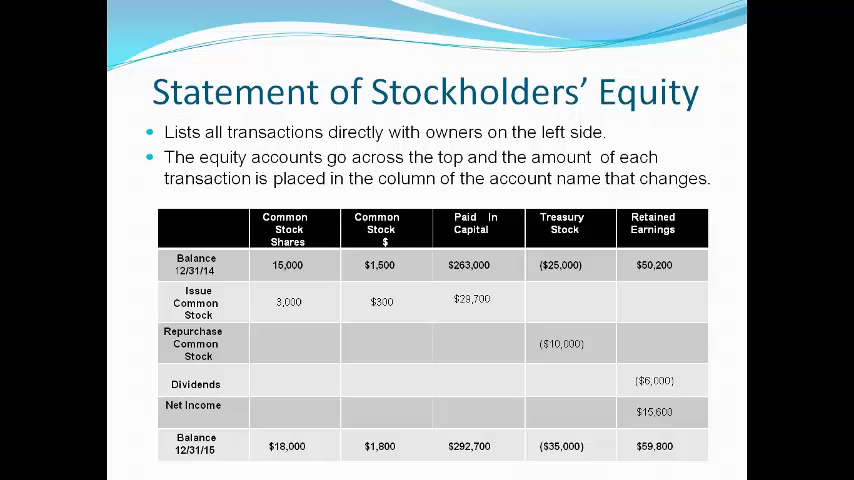 Statement of Stockholders’ Equity
• Lists all transactions directly with owners on the left side.
• The equity accounts go across the top and the amount of each
transaction is placed in the column of the account name that changes.
Common Stock Shares Common Stock $ Paid In Capital Treasury Stock Retained Earnings
Balance 12/31/14 15,000 $1,500 $263,000 ($25,000) $50,200
Issue Common Stock 3,000 $300 $29,700
Repurchase Common Stock ($10,000)
Dividends ($6,000)
Net Income $15,600
Balance 12/31/15 $18,000 $1,800 $292,700 ($35,000) $59,800